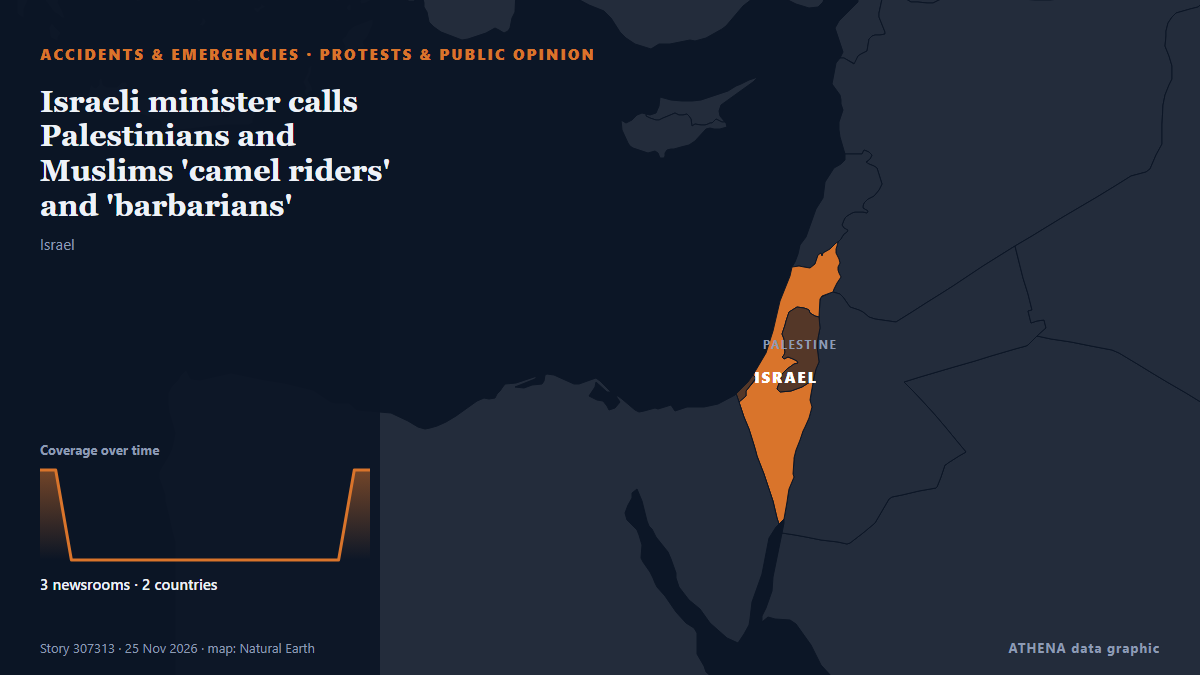 ACCIDENTS & EMERGENCIES · PROTESTS & PUBLIC OPINION
Israeli minister calls
Palestinians and
Muslims 'camel riders'
and 'barbarians'
Israel
PALESTINE
ISRAEL
Coverage over time
3 newsrooms · 2 countries
Story 307313 · 25 Nov 2026 · map: Natural Earth
ATHENA data graphic